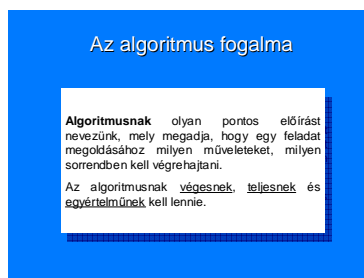 Az algoritmus fogalma
Algoritmusnak olyan pontos előírást
nevezünk, mely megadja, hogy egy feladat
megoldásához milyen műveleteket, milyen
sorrendben kell végrehajtani.
Az algoritmusnak végesnek, teljesnek és
egyértelműnek kell lennie.